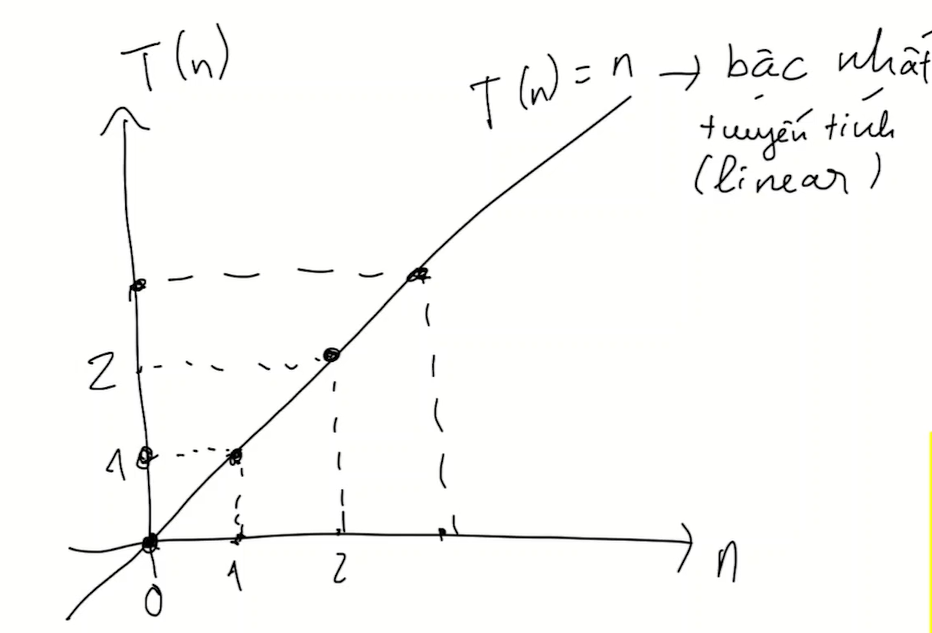 T(n)
T(n) = n → bậc nhất
tuyến tính
(linear)
2
1
0
1
2
n